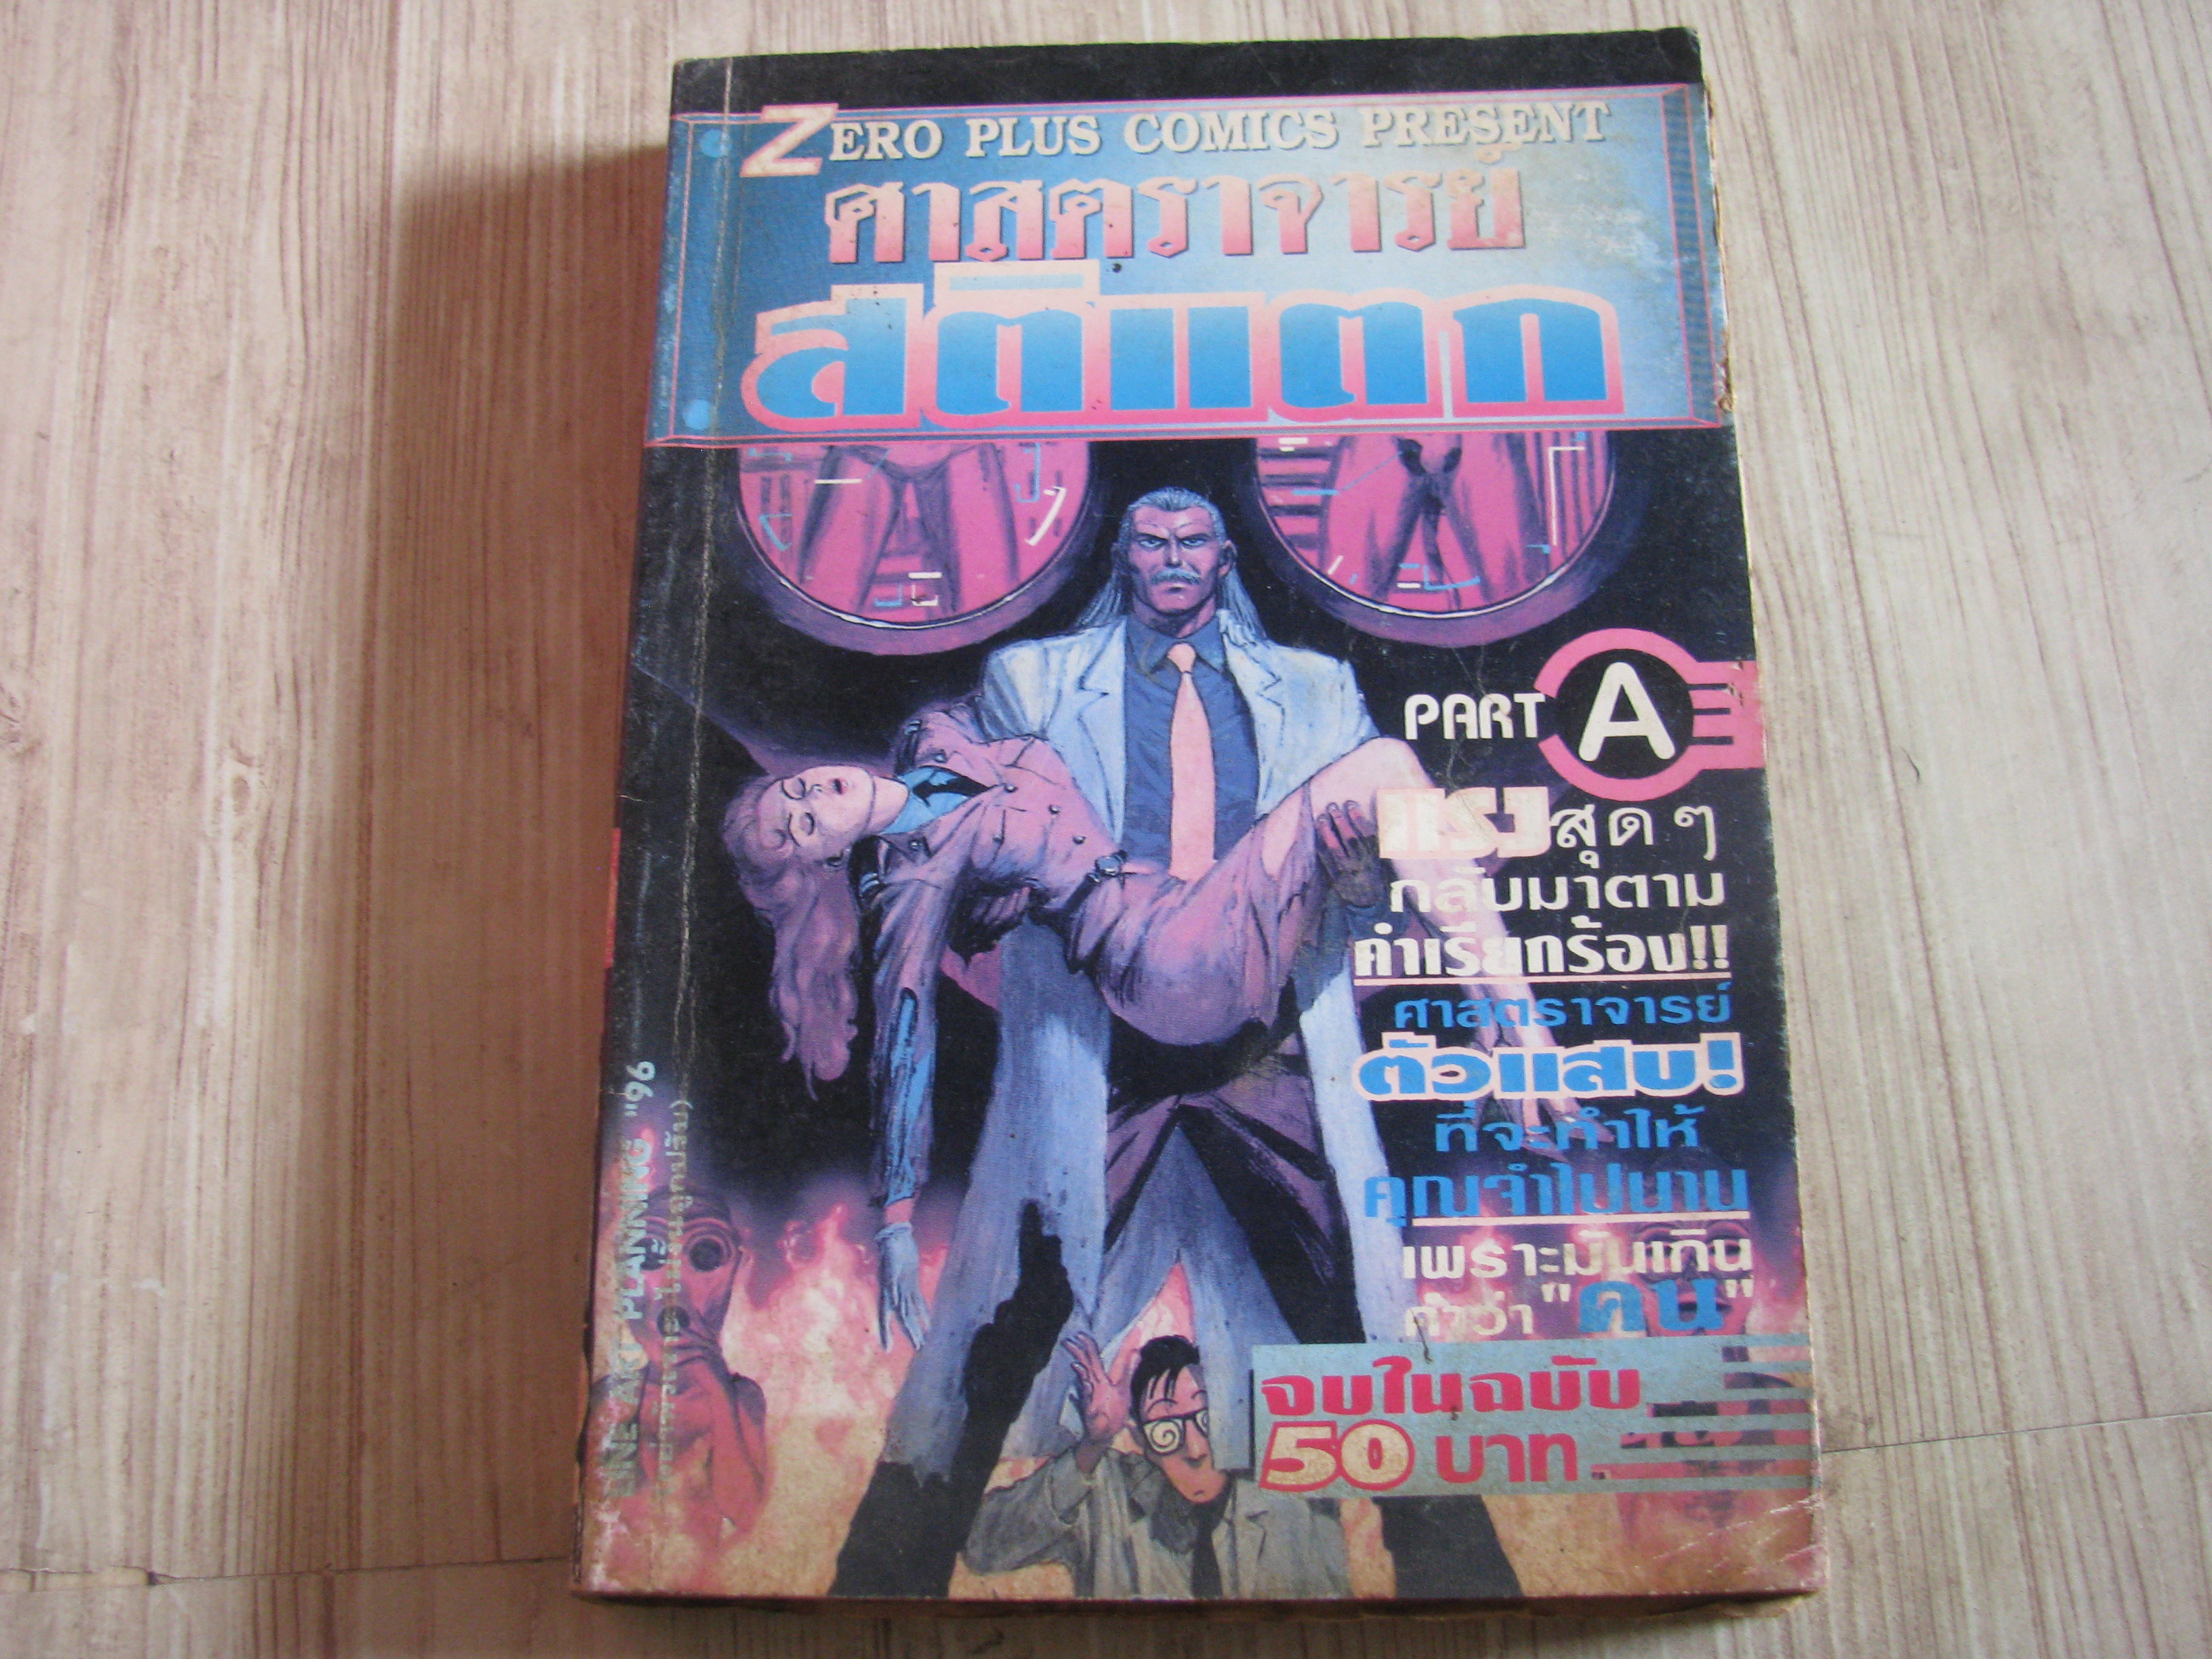 ZERO PLUS COMICS PRESENT
ศาสตราจารย์
สติแตก
PART A
แรงสุดๆ
กลับมาตาม
คำเรียกร้อง!!
ศาสตราจารย์
ตัวแสบ!
ที่จะทำให้
คุณจำไปนาน
เพราะมันเกิน
คำว่า "คน"
จบในฉบับ
50 บาท
LINE ART PLANNING "96